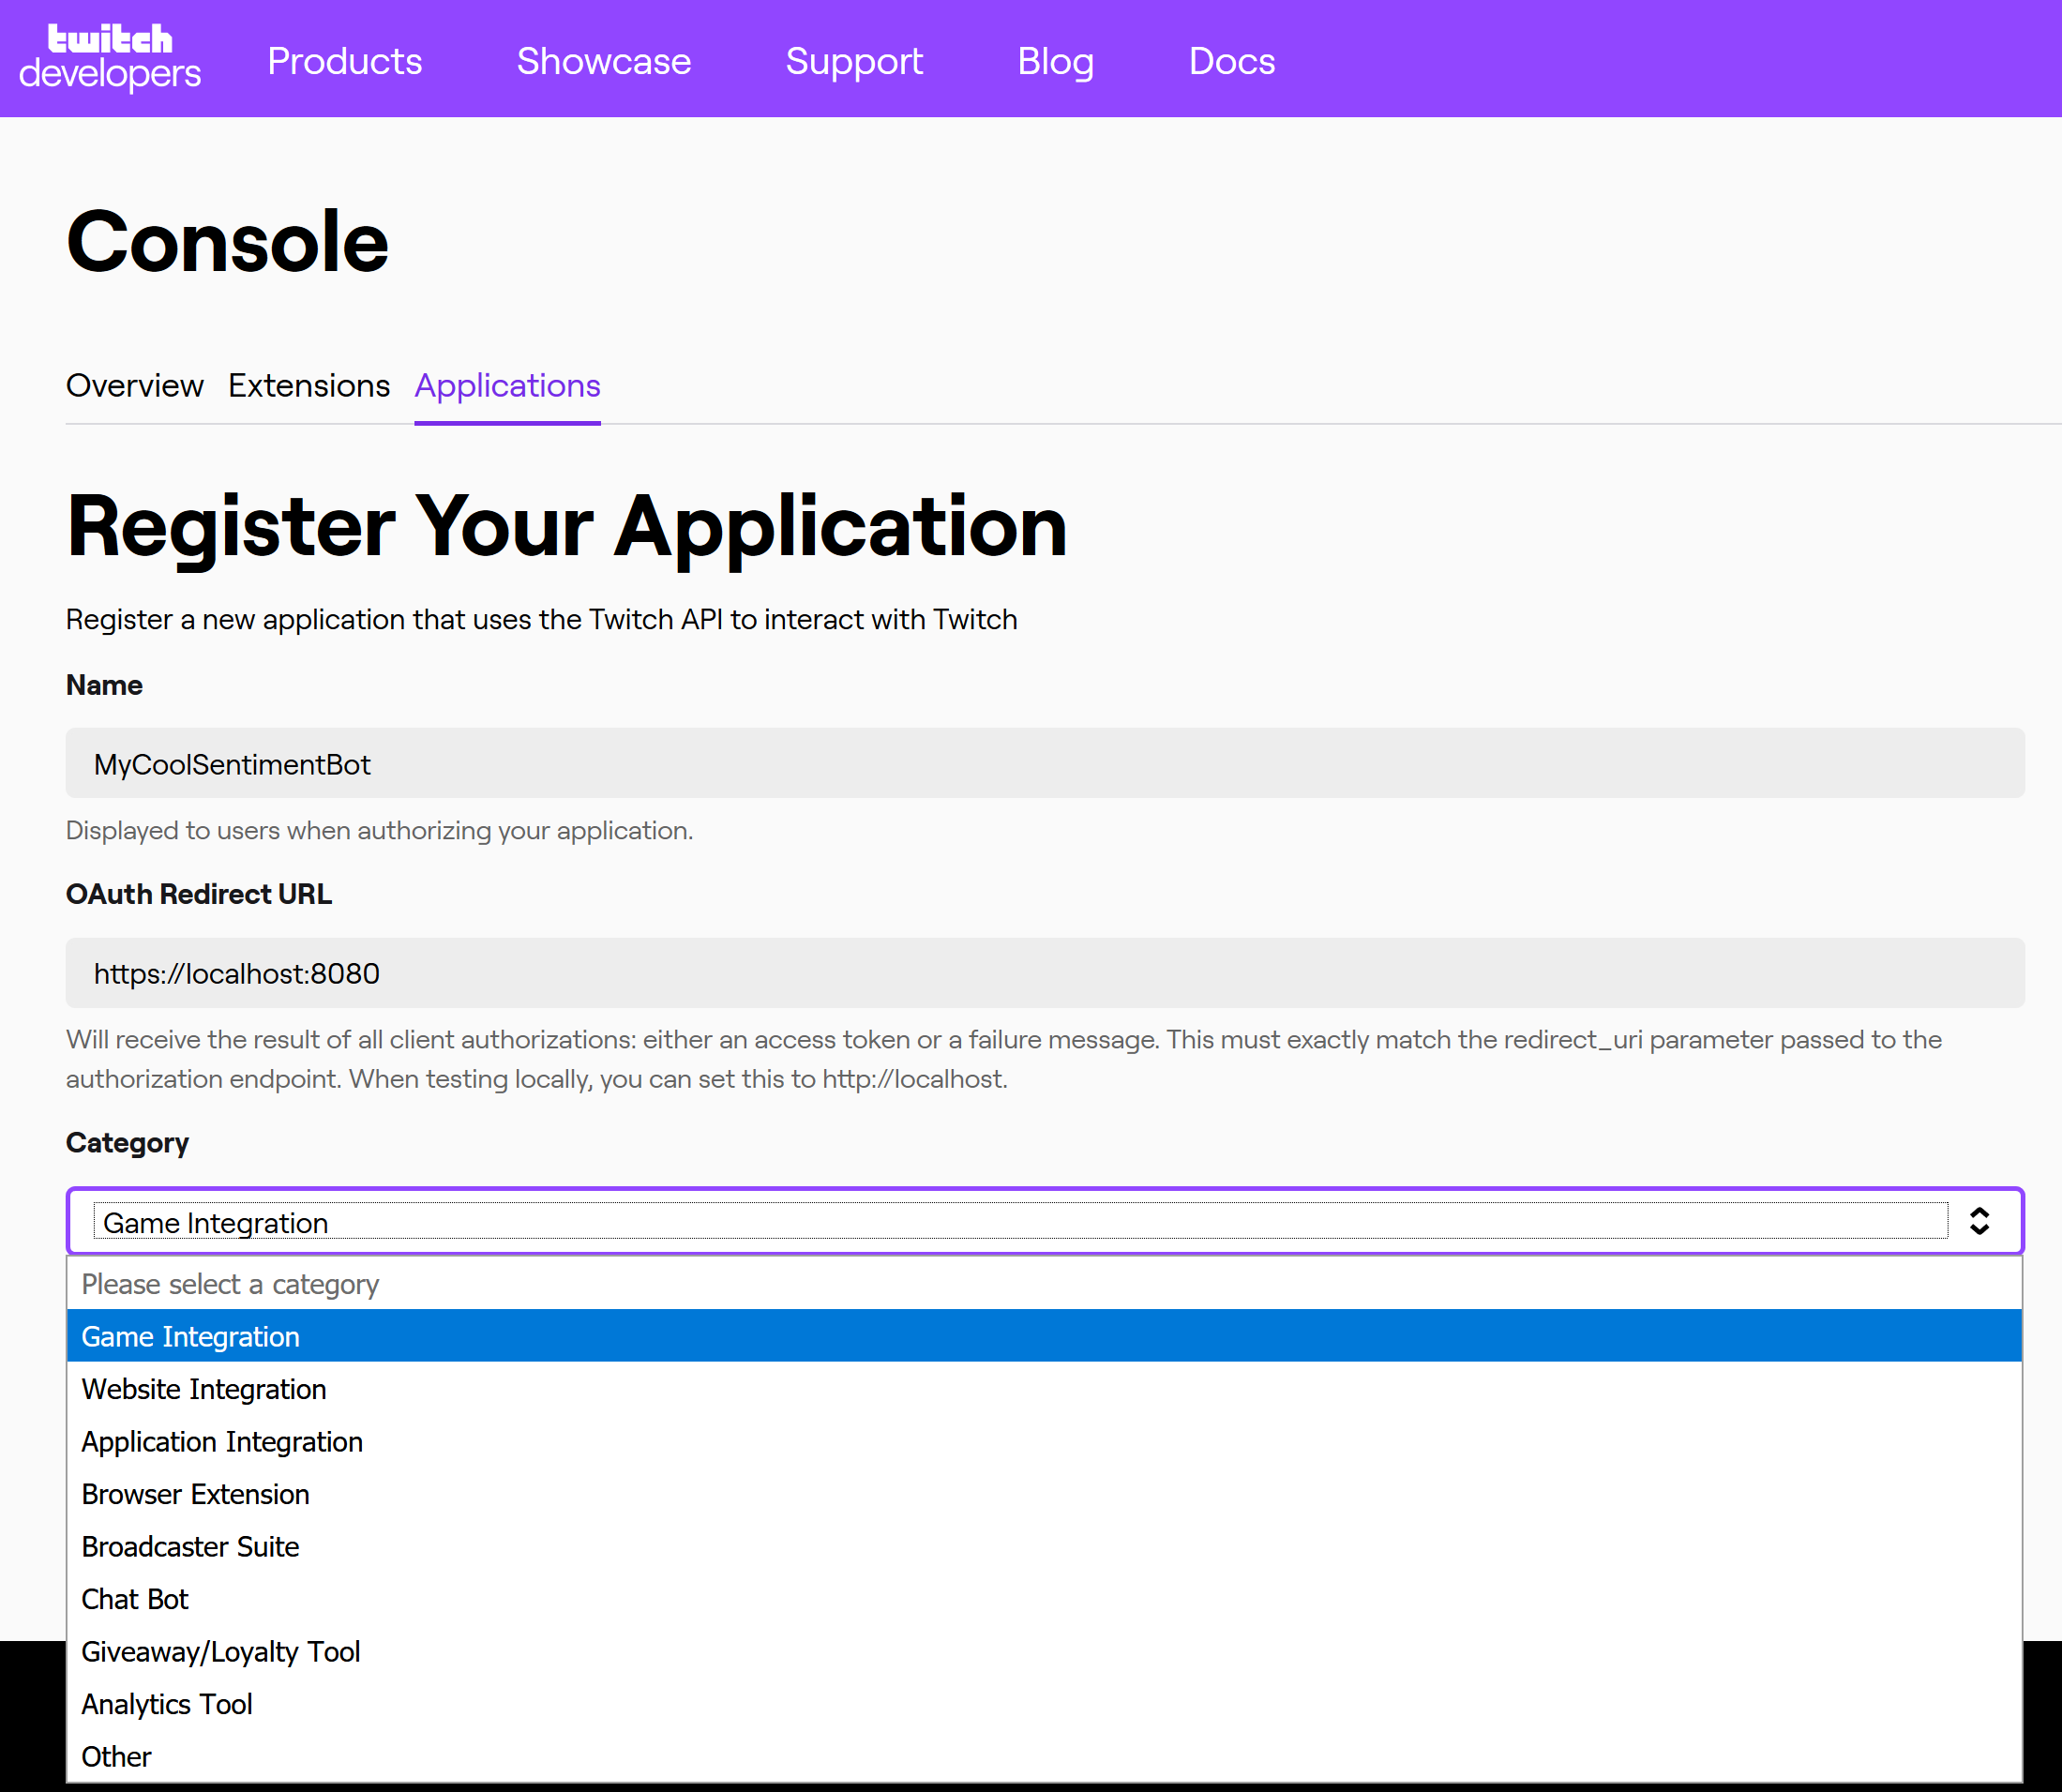 twitch
developers
Products Showcase Support Blog Docs
Console
Overview Extensions Applications
Register Your Application
Register a new application that uses the Twitch API to interact with Twitch
Name
MyCoolSentimentBot
Displayed to users when authorizing your application.
OAuth Redirect URL
https://localhost:8080
Will receive the result of all client authorizations: either an access token or a failure message. This must exactly match the redirect_uri parameter passed to the
authorization endpoint. When testing locally, you can set this to http://localhost.
Category
Game Integration
Please select a category
Game Integration
Website Integration
Application Integration
Browser Extension
Broadcaster Suite
Chat Bot
Giveaway/Loyalty Tool
Analytics Tool
Other